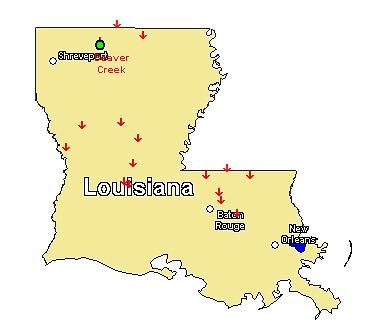 Shreveport
Beaver
Creek
Louisiana
Baton
Rouge
New
Orleans